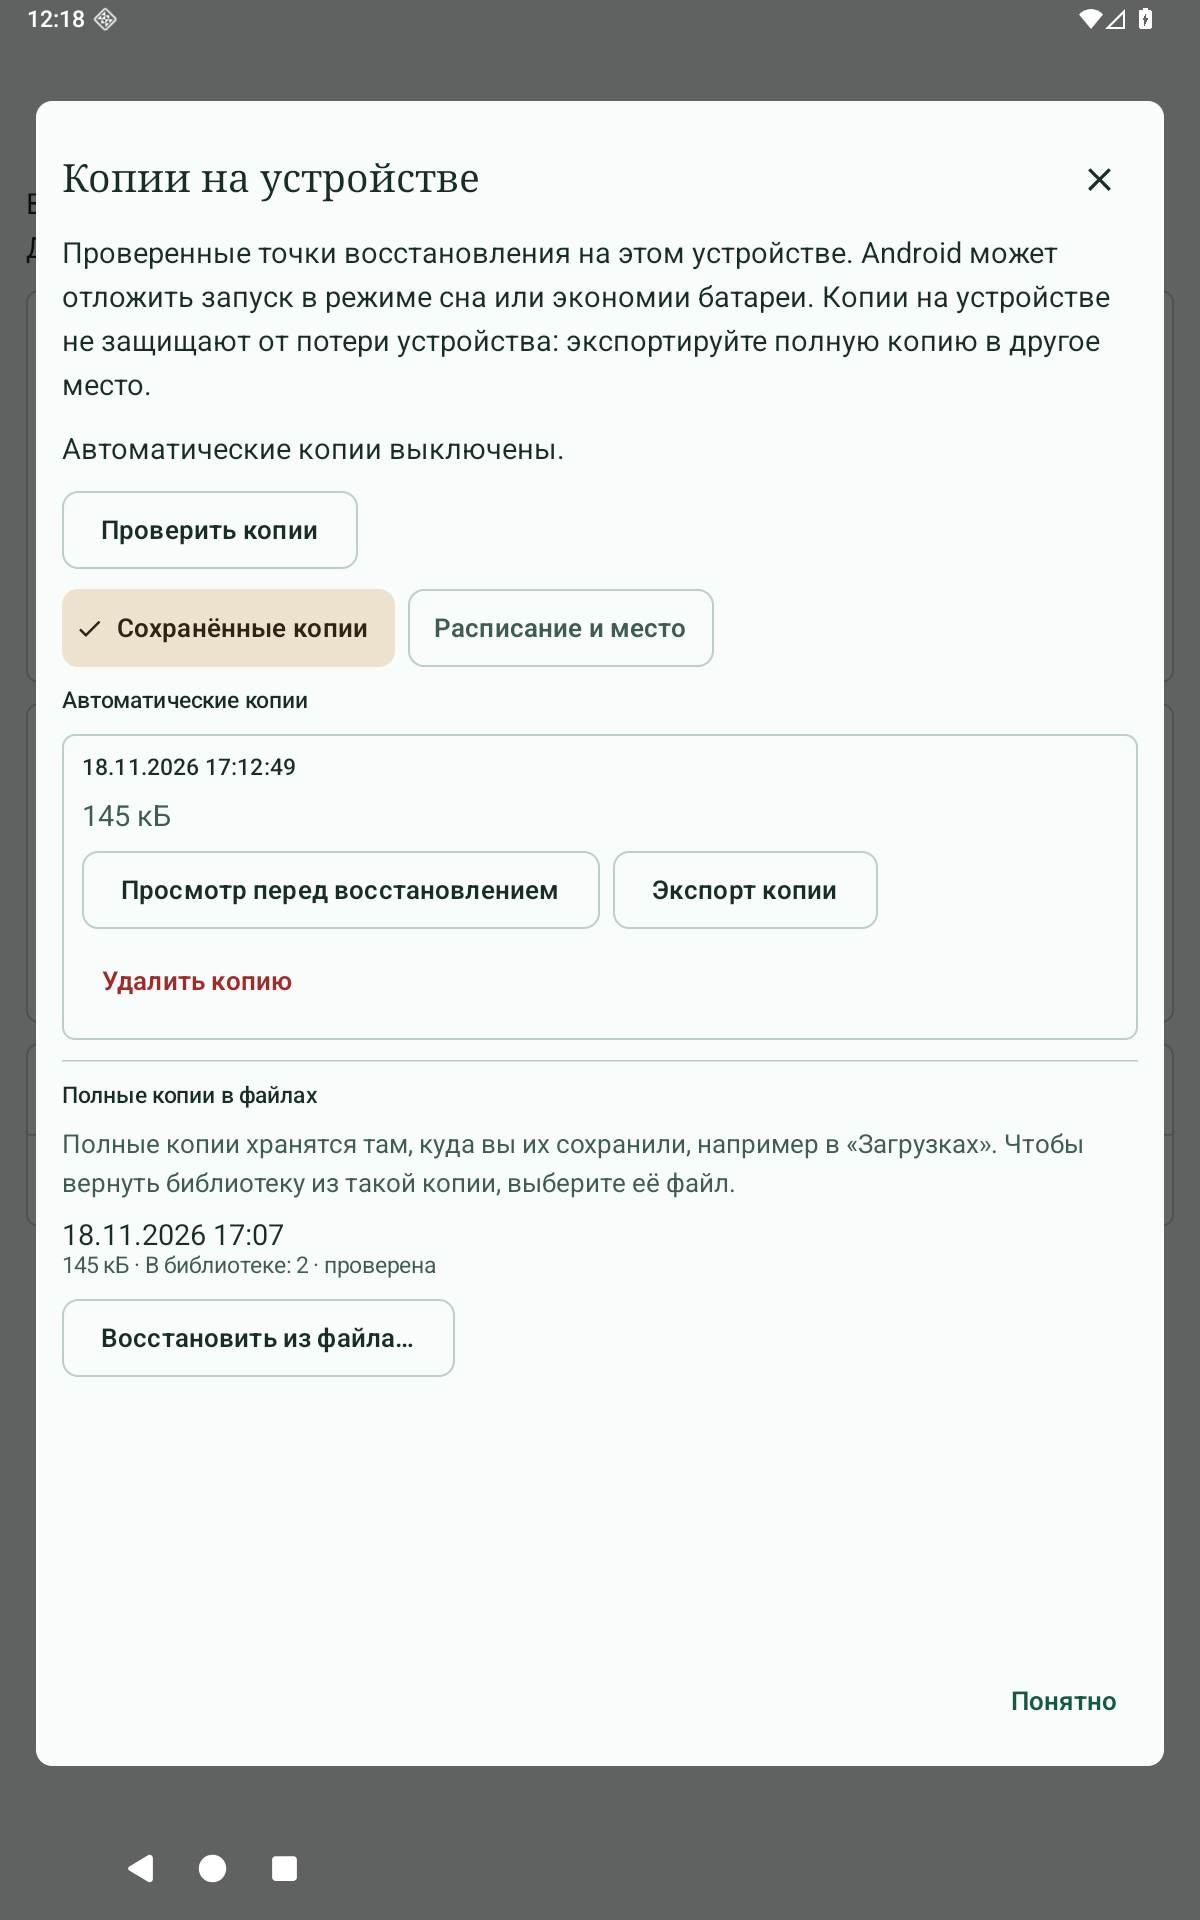 12:18
Копии на устройстве
Проверенные точки восстановления на этом устройстве. Android может
отложить запуск в режиме сна или экономии батареи. Копии на устройстве
не защищают от потери устройства: экспортируйте полную копию в другое
место.
Автоматические копии выключены.
Проверить копии
Сохранённые копии
Расписание и место
Автоматические копии
18.11.2026 17:12:49
145 кБ
Просмотр перед восстановлением
Экспорт копии
Удалить копию
Полные копии в файлах
Полные копии хранятся там, куда вы их сохранили, например в «Загрузках». Чтобы
вернуть библиотеку из такой копии, выберите её файл.
18.11.2026 17:07
145 кБ · В библиотеке: 2 · проверена
Восстановить из файла…
Понятно